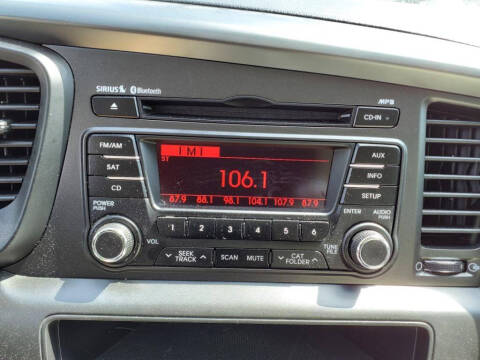 SIRIUS Bluetooth
MP3
CD-IN
FM/AM
SAT
CD
FM1
ST
106.1
87.9 88.1 98.1 104.1 107.9 87.9
AUX
INFO
SETUP
POWER
PUSH
ENTER
AUDIO
PUSH
1 2 3 4 5 6
VOL
SEEK
TRACK
SCAN
MUTE
CAT
FOLDER
TUNE
FILE